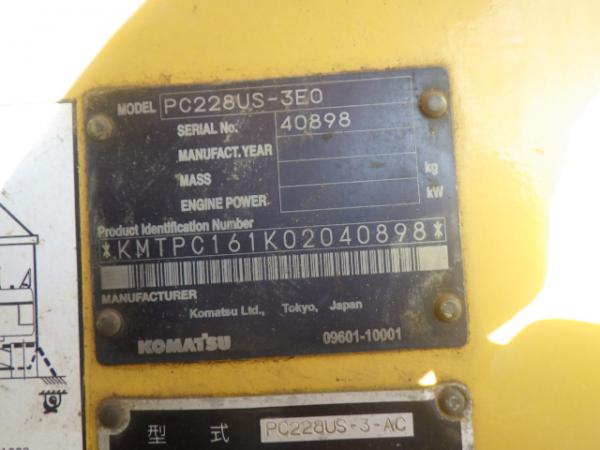 MODEL PC228US-3E0
SERIAL No. 40898
MANUFACT. YEAR
MASS kg
ENGINE POWER kW
Product Identification Number
*KMTPC161K02040898*
MANUFACTURER
Komatsu Ltd., Tokyo, Japan
KOMATSU 09601-10001
型 式 PC228US-3-AC